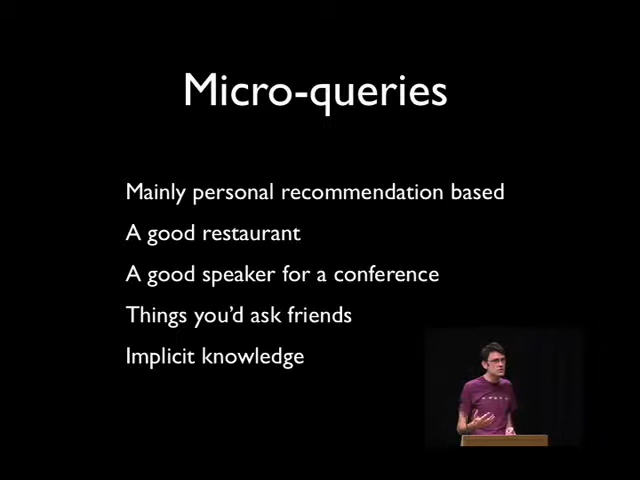 Micro-queries
Mainly personal recommendation based
A good restaurant
A good speaker for a conference
Things you'd ask friends
Implicit knowledge